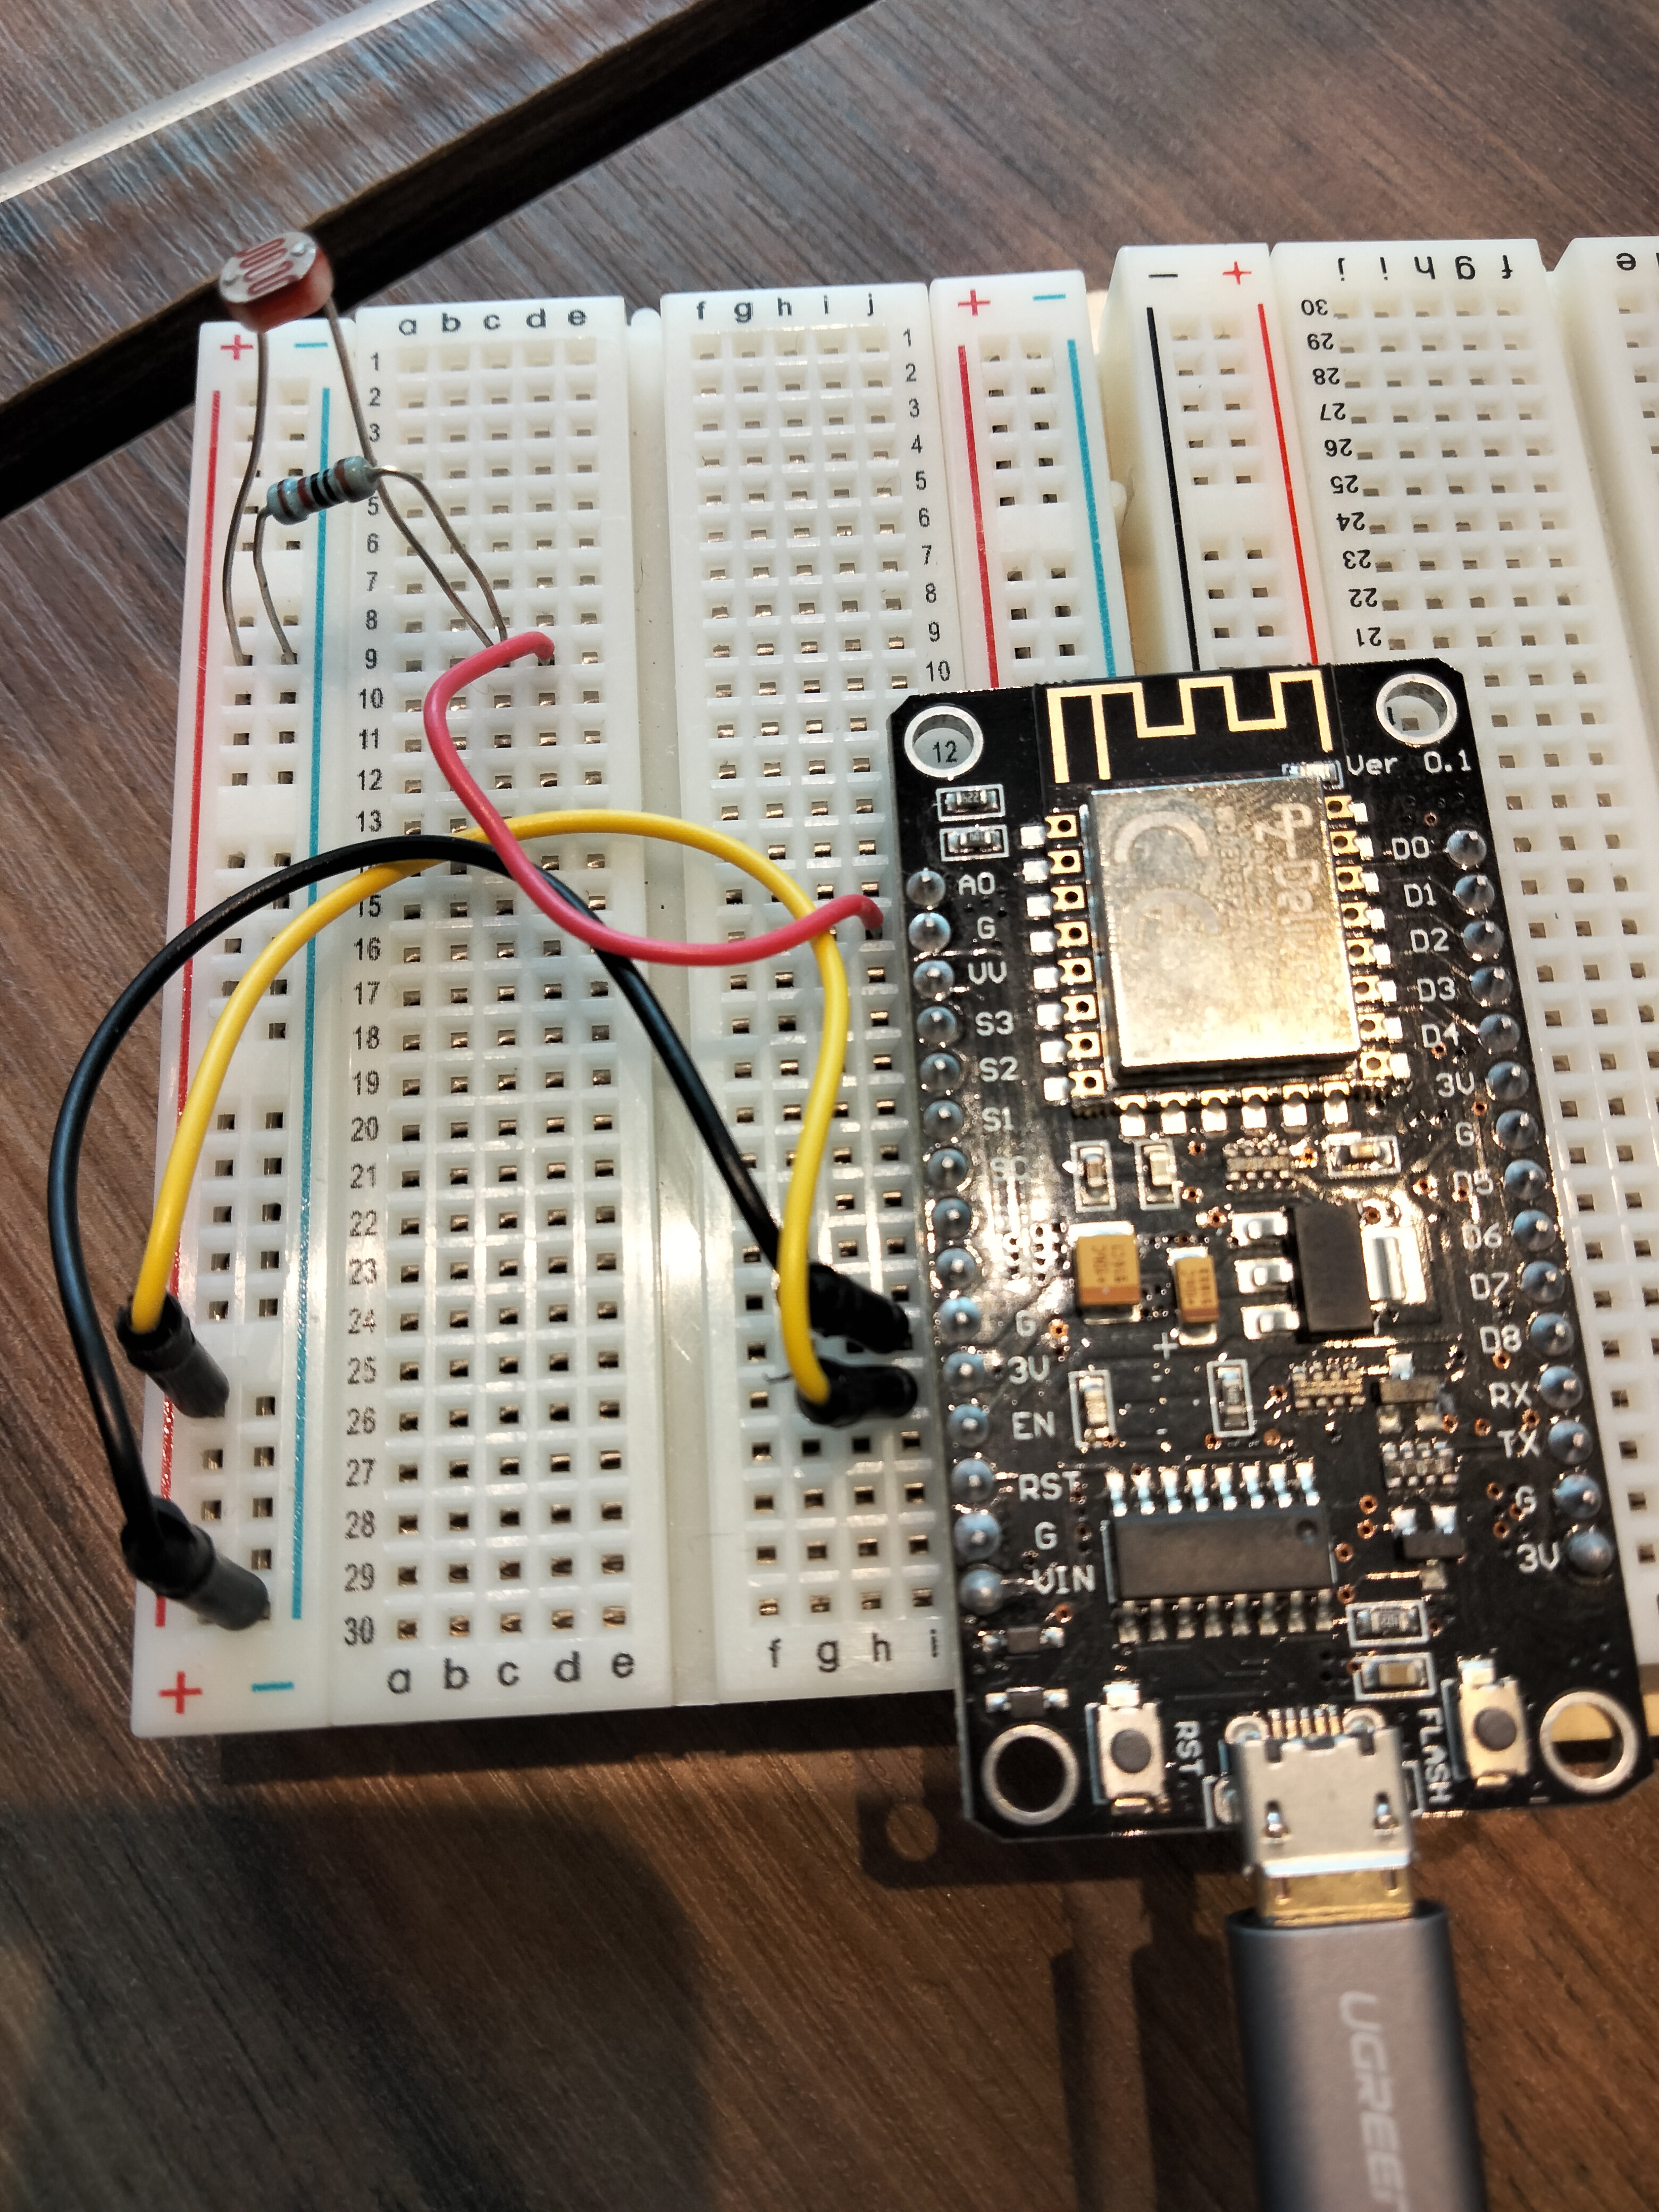 + − a b c d e f g h i j + −
− + j i h g f e
1
2
3
5
6
7
8
9
10
11
12
13
15
16
17
18
19
20
21
22
23
24
25
26
27
28
29
30
1
2
3
4
5
6
7
8
9
10
12
30
29
28
27
26
25
24
23
22
21
Ver 0.1
A0
G
VV
S3
S2
S1
G
3V
EN
RST
G
VIN
D0
D1
D2
D3
D4
3V
G
D5
D6
D7
D8
RX
TX
G
3V
RST
FLASH
+ − a b c d e f g h i
UGREEN